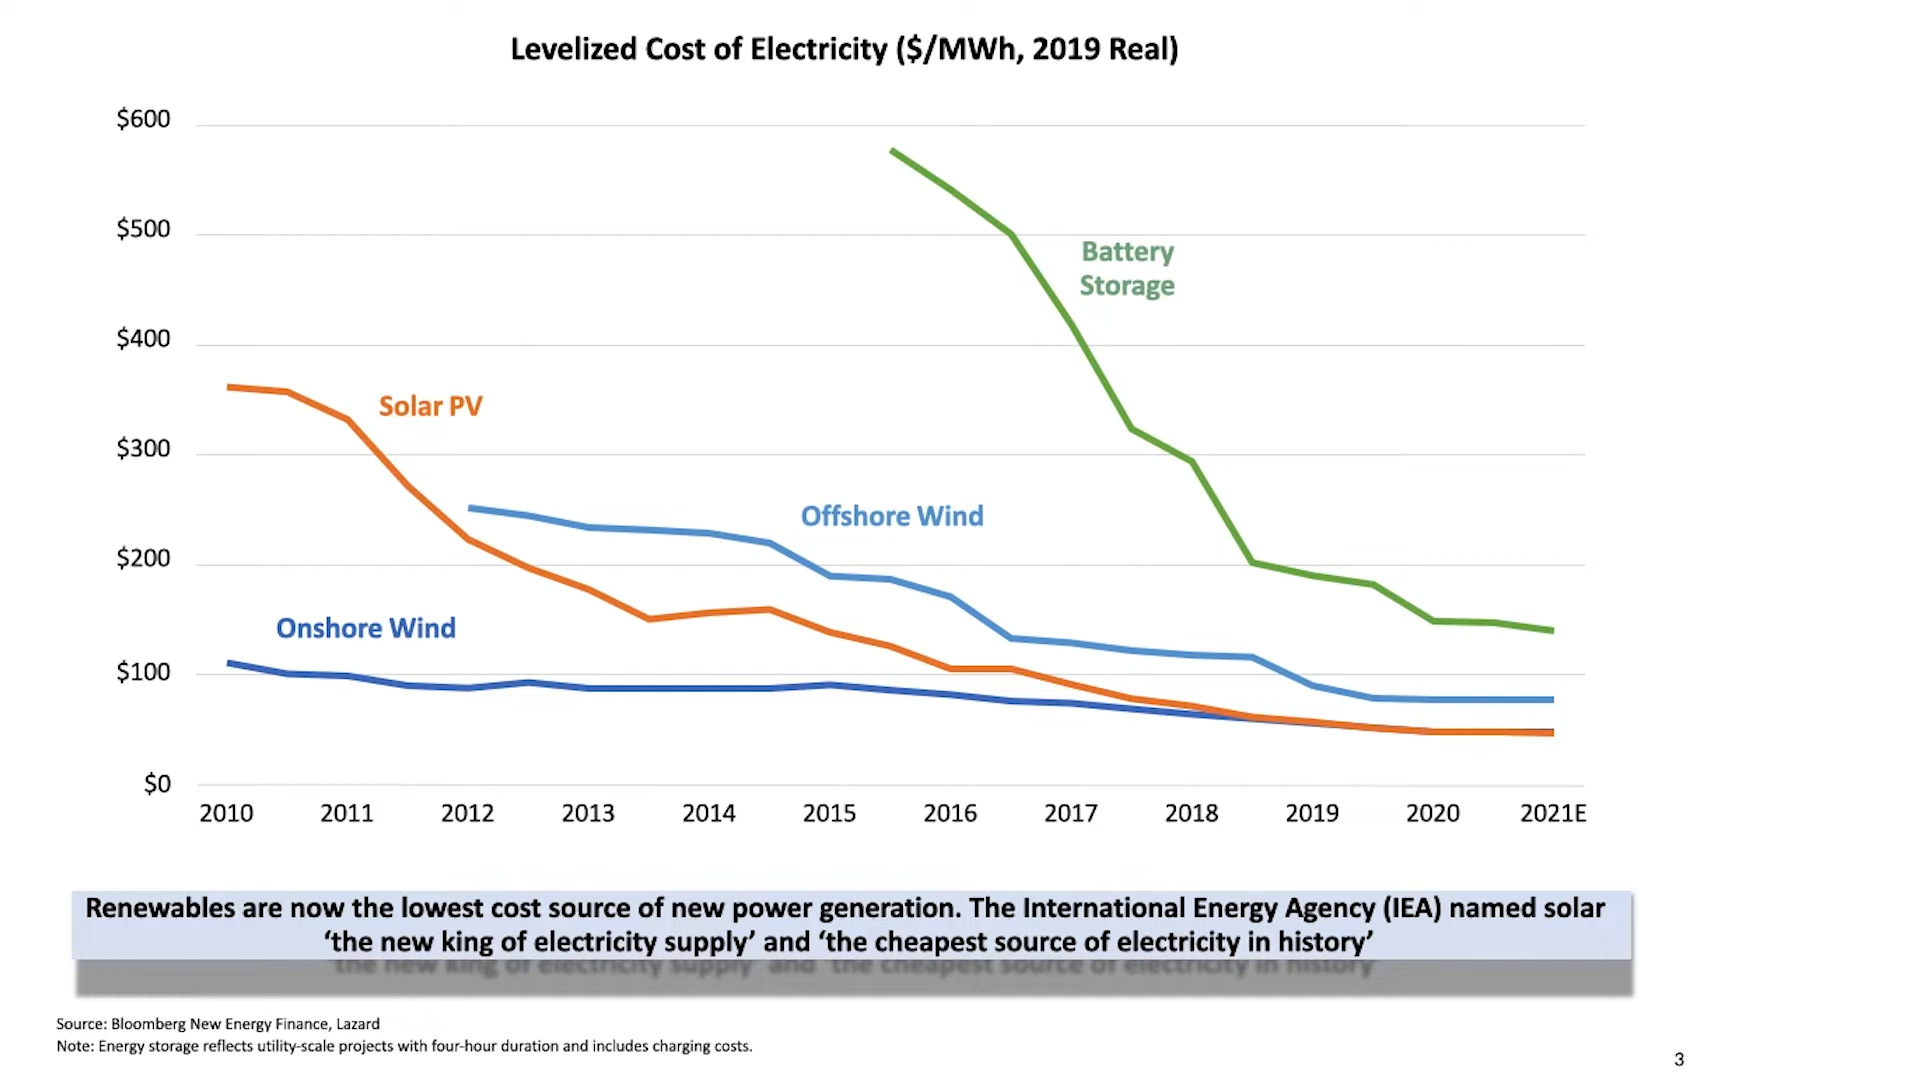 Levelized Cost of Electricity ($/MWh, 2019 Real)
$600
$500
Battery
Storage
$400
Solar PV
$300
Offshore Wind
$200
Onshore Wind
$100
$0
2010 2011 2012 2013 2014 2015 2016 2017 2018 2019 2020 2021E
Renewables are now the lowest cost source of new power generation. The International Energy Agency (IEA) named solar
‘the new king of electricity supply’ and ‘the cheapest source of electricity in history’
Source: Bloomberg New Energy Finance, Lazard
Note: Energy storage reflects utility-scale projects with four-hour duration and includes charging costs.
3